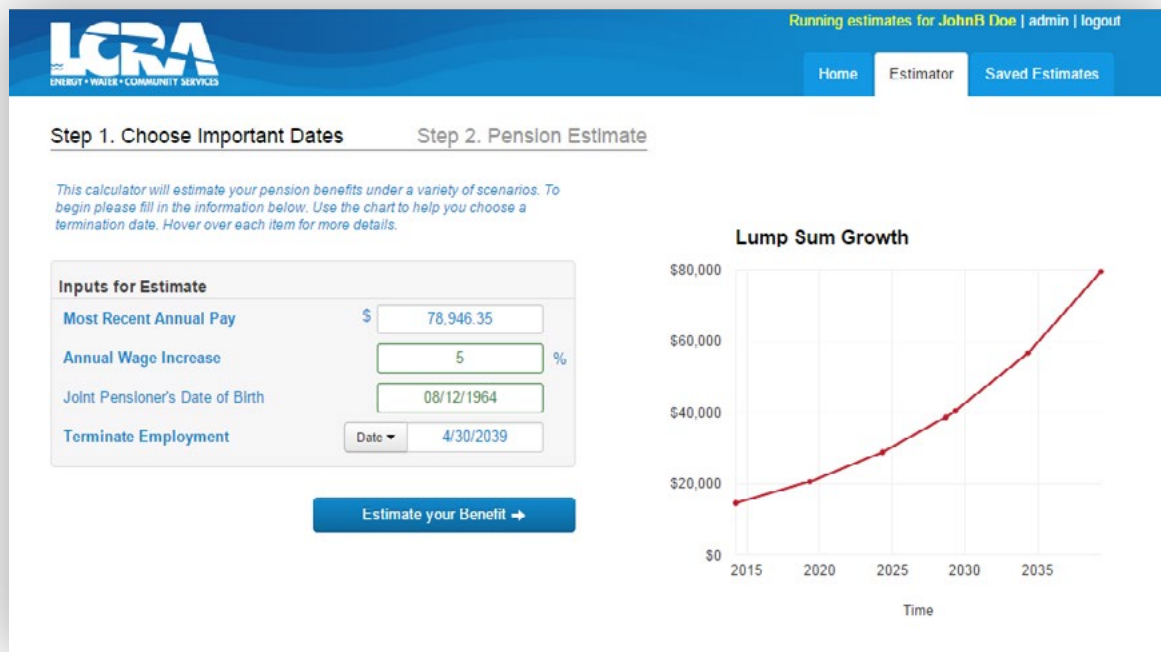 Running estimates for JohnB Doe | admin | logout
LCRA
ENERGY • WATER • COMMUNITY SERVICES
Home Estimator Saved Estimates
Step 1. Choose Important Dates Step 2. Pension Estimate
This calculator will estimate your pension benefits under a variety of scenarios. To
begin please fill in the information below. Use the chart to help you choose a
termination date. Hover over each item for more details.
Inputs for Estimate
Most Recent Annual Pay $ 78,946.35
Annual Wage Increase 5 %
Joint Pensioner's Date of Birth 08/12/1964
Terminate Employment Date 4/30/2039
Estimate your Benefit
Lump Sum Growth
$80,000
$60,000
$40,000
$20,000
$0
2015 2020 2025 2030 2035
Time